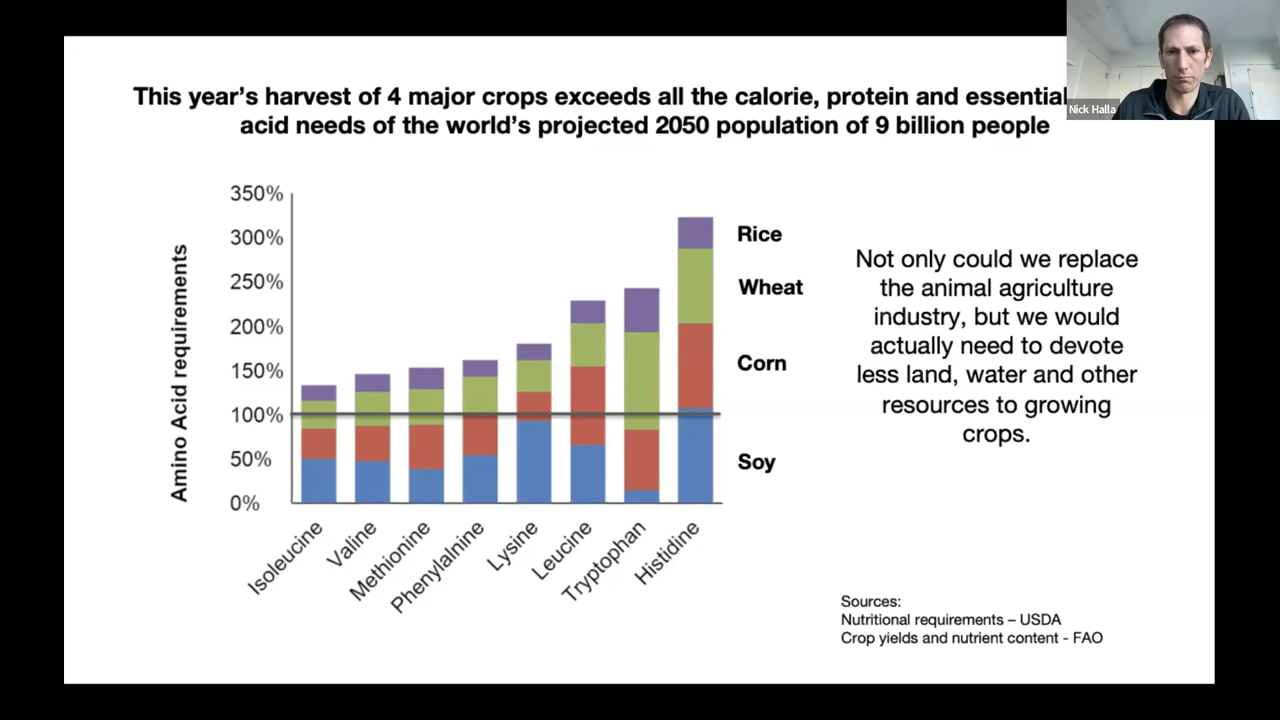 This year's harvest of 4 major crops exceeds all the calorie, protein and essential
acid needs of the world's projected 2050 population of 9 billion people
Nick Halla
Amino Acid requirements
350%
300%
250%
200%
150%
100%
50%
0%
Isoleucine
Valine
Methionine
Phenylalnine
Lysine
Leucine
Tryptophan
Histidine
Rice
Wheat
Corn
Soy
Not only could we replace
the animal agriculture
industry, but we would
actually need to devote
less land, water and other
resources to growing
crops.
Sources:
Nutritional requirements – USDA
Crop yields and nutrient content - FAO